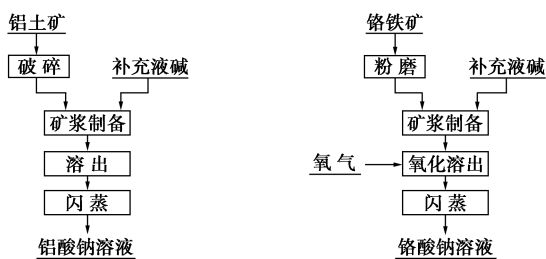 铝土矿
破碎
补充液碱
矿浆制备
溶出
闪蒸
铝酸钠溶液
铬铁矿
粉磨
补充液碱
矿浆制备
氧气
氧化溶出
闪蒸
铬酸钠溶液